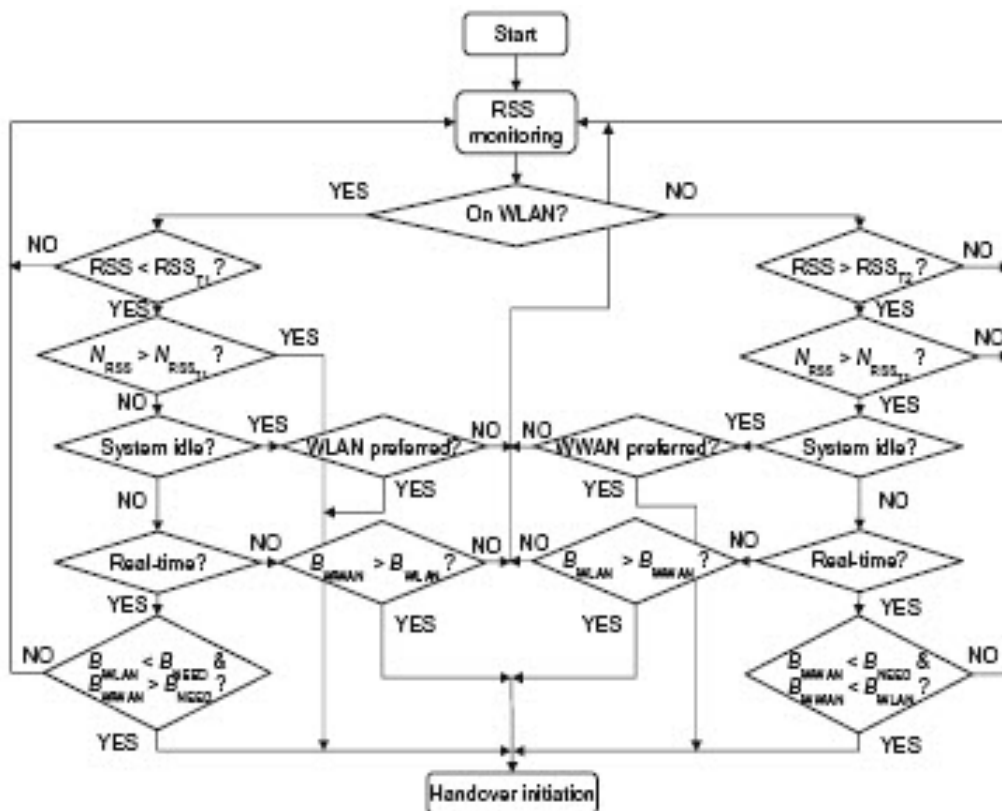 Start
RSS
monitoring
YES
NO
On WLAN?
NO
RSS < RSS_T1 ?
RSS > RSS_T2 ?
NO
YES
YES
YES
N_RSS > N_RSS_T1 ?
N_RSS > N_RSS ?
NO
NO
YES
System idle?
YES
WLAN preferred?
NO
NO
WWAN preferred?
YES
System idle?
NO
YES
YES
NO
Real-time?
NO
B_WWAN > B_WLAN ?
NO
NO
B_WLAN > B_WWAN ?
NO
Real-time?
YES
YES
YES
YES
NO
B_WLAN < B_NEED &
B_WWAN > B_NEED ?
B_WWAN < B_NEED &
B_WWAN < B_WLAN ?
NO
YES
YES
Handover initiation